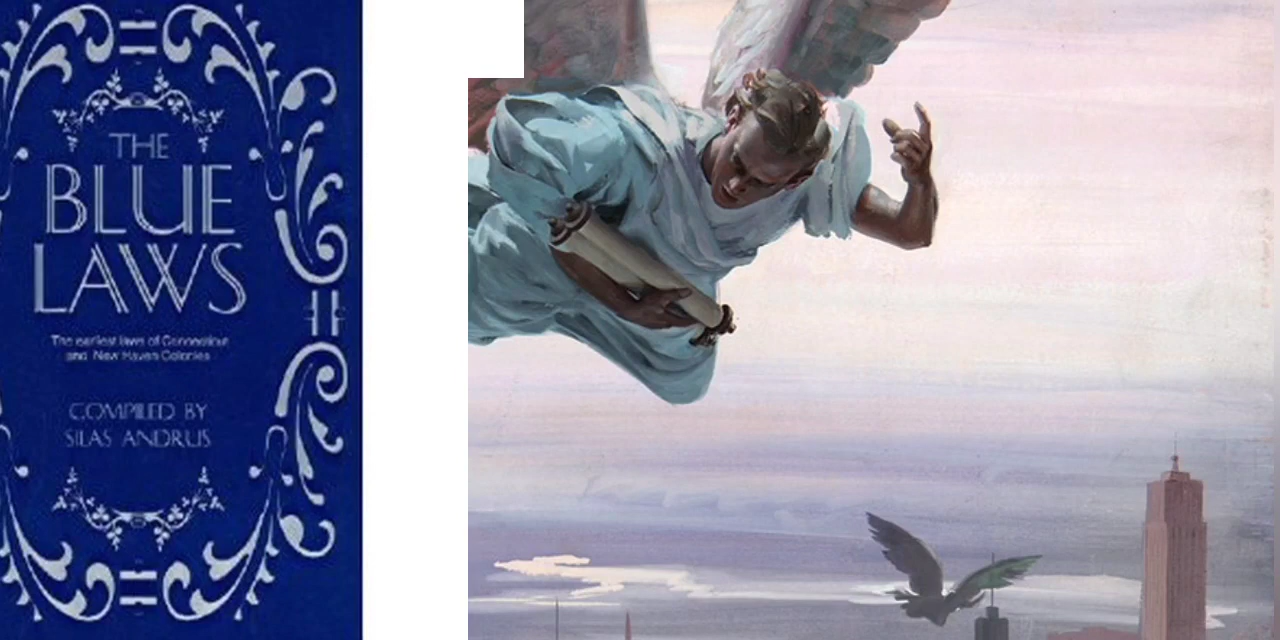 THE
BLUE
LAWS
The earliest laws of Connecticut
and New Haven Colonies
COMPILED BY
SILAS ANDRUS